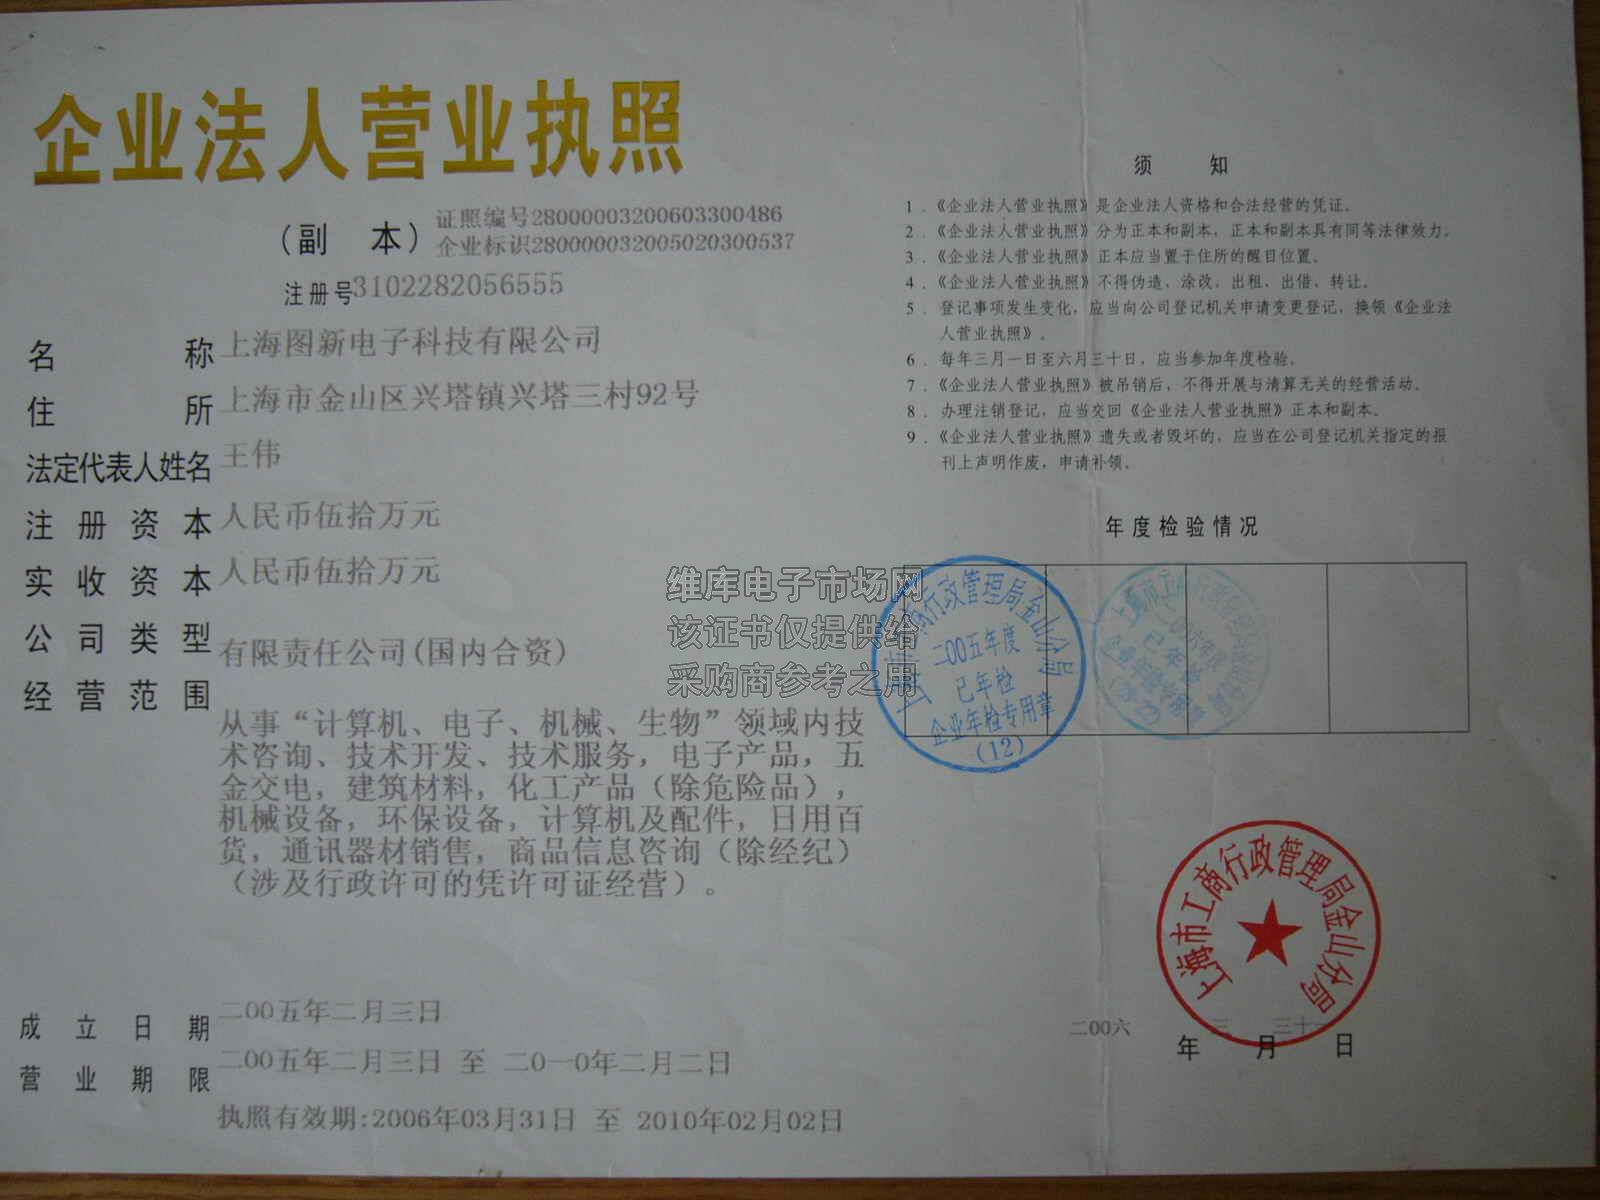 企业法人营业执照
（副 本）
证照编号28000003200603300486
企业标识28000003200502030​0537
注册号3102282056555
名 称 上海图新电子科技有限公司
住 所 上海市金山区兴塔镇兴塔三村92号
法定代表人姓名 王伟
注册资本 人民币伍拾万元
实收资本 人民币伍拾万元
公司类型 有限责任公司(国内合资)
经营范围
从事“计算机、电子、机械、生物”领域内技
术咨询、技术开发、技术服务，电子产品，五
金交电，建筑材料，化工产品（除危险品），
机械设备，环保设备，计算机及配件，日用百
货，通讯器材销售，商品信息咨询（除经纪）
（涉及行政许可的凭许可证经营）。
成立日期 二00五年二月三日
营业期限 二00五年二月三日 至 二0一0年二月二日
执照有效期:2006年03月31日 至 2010年02月02日
须 知
1．《企业法人营业执照》是企业法人资格和合法经营的凭证。
2．《企业法人营业执照》分为正本和副本，正本和副本具有同等法律效力。
3．《企业法人营业执照》正本应当置于住所的醒目位置。
4．《企业法人营业执照》不得伪造、涂改、出租、出借、转让。
5．登记事项发生变化，应当向公司登记机关申请变更登记，换领《企业法
人营业执照》。
6．每年三月一日至六月三十日，应当参加年度检验。
7．《企业法人营业执照》被吊销后，不得开展与清算无关的经营活动。
8．办理注销登记，应当交回《企业法人营业执照》正本和副本。
9．《企业法人营业执照》遗失或者毁坏的，应当在公司登记机关指定的报
刊上声明作废，申请补领。
年度检验情况
商行政管理局金山分局
二00五年度
已年检
企业年检专用章
(12)
已年检
维库电子市场网
该证书仅提供给
采购商参考之用
上海市工商行政管理局金山分局
二00六 三 三十
年 月 日